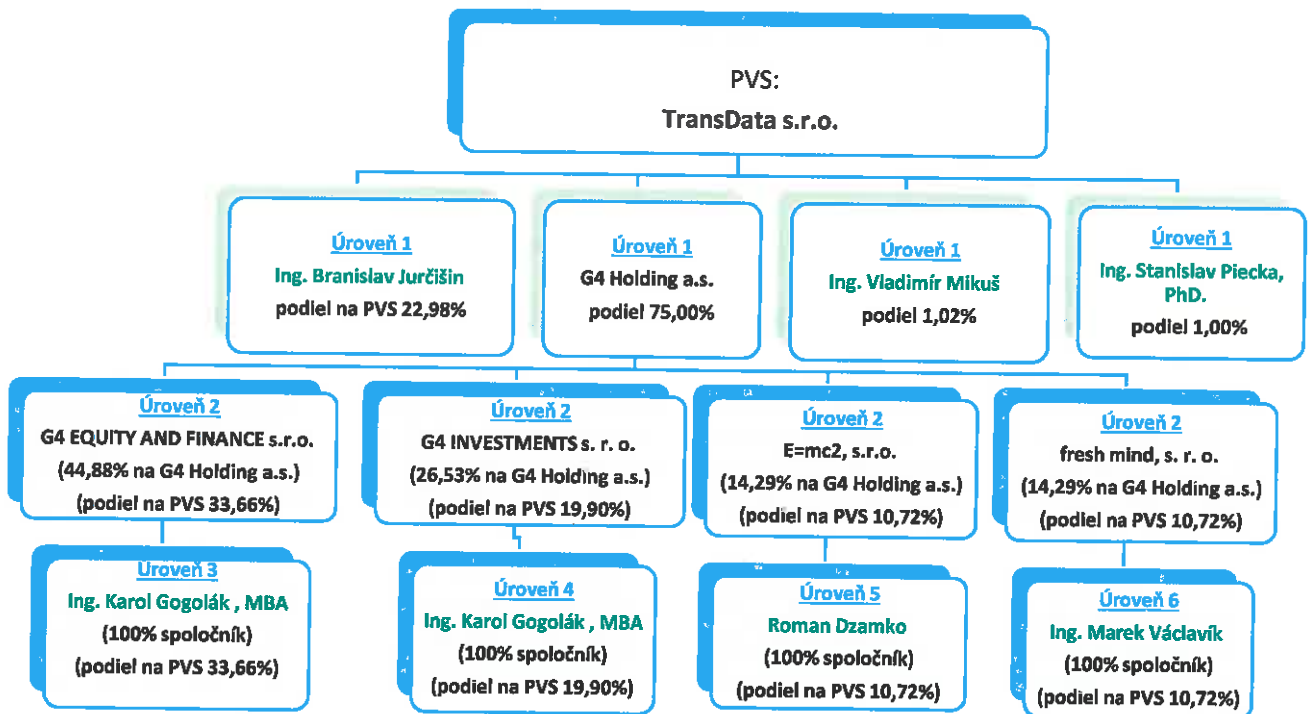 PVS:
TransData s.r.o.
Úroveň 1
Ing. Branislav Jurčišin
podiel na PVS 22,98%
Úroveň 1
G4 Holding a.s.
podiel 75,00%
Úroveň 1
Ing. Vladimír Mikuš
podiel 1,02%
Úroveň 1
Ing. Stanislav Piecka,
PhD.
podiel 1,00%
Úroveň 2
G4 EQUITY AND FINANCE s.r.o.
(44,88% na G4 Holding a.s.)
(podiel na PVS 33,66%)
Úroveň 2
G4 INVESTMENTS s. r. o.
(26,53% na G4 Holding a.s.)
(podiel na PVS 19,90%)
Úroveň 2
E=mc2, s.r.o.
(14,29% na G4 Holding a.s.)
(podiel na PVS 10,72%)
Úroveň 2
fresh mind, s. r. o.
(14,29% na G4 Holding a.s.)
(podiel na PVS 10,72%)
Úroveň 3
Ing. Karol Gogolák , MBA
(100% spoločník)
(podiel na PVS 33,66%)
Úroveň 4
Ing. Karol Gogolák , MBA
(100% spoločník)
(podiel na PVS 19,90%)
Úroveň 5
Roman Dzamko
(100% spoločník)
(podiel na PVS 10,72%)
Úroveň 6
Ing. Marek Václavík
(100% spoločník)
(podiel na PVS 10,72%)